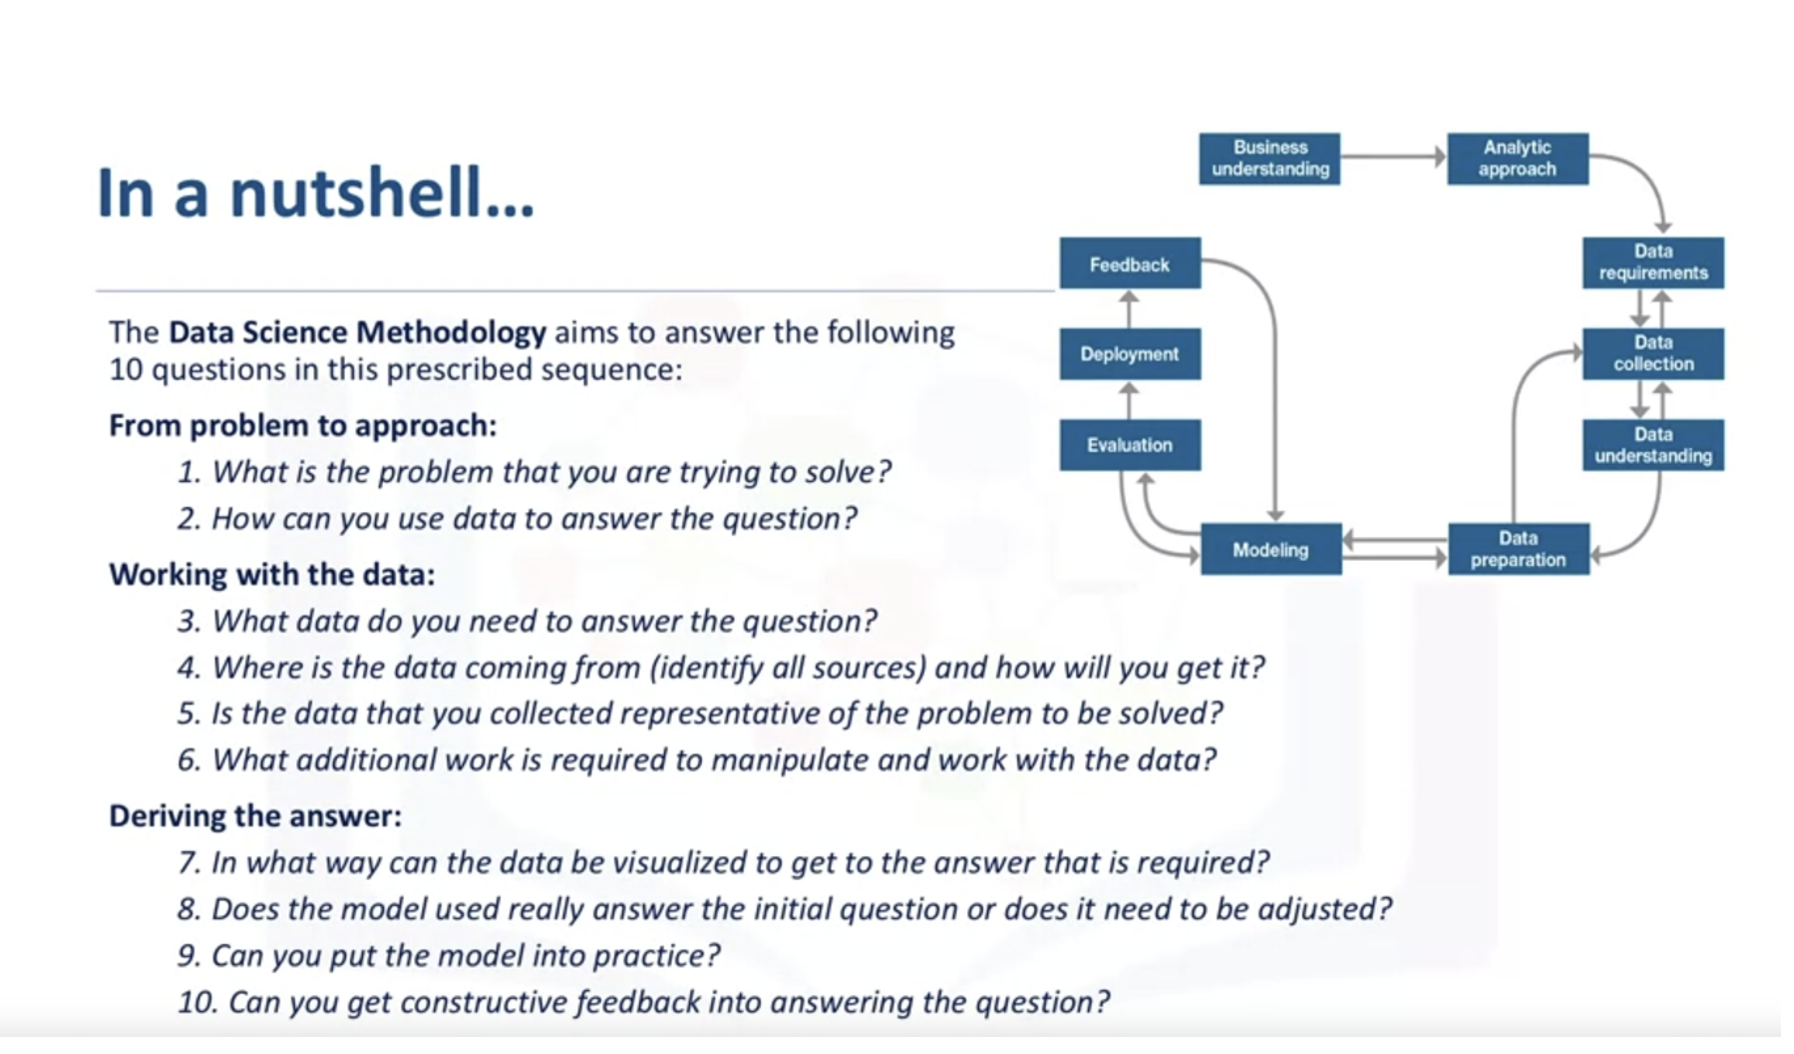 In a nutshell...
The Data Science Methodology aims to answer the following
10 questions in this prescribed sequence:
From problem to approach:
1. What is the problem that you are trying to solve?
2. How can you use data to answer the question?
Working with the data:
3. What data do you need to answer the question?
4. Where is the data coming from (identify all sources) and how will you get it?
5. Is the data that you collected representative of the problem to be solved?
6. What additional work is required to manipulate and work with the data?
Deriving the answer:
7. In what way can the data be visualized to get to the answer that is required?
8. Does the model used really answer the initial question or does it need to be adjusted?
9. Can you put the model into practice?
10. Can you get constructive feedback into answering the question?
Business
understanding
Analytic
approach
Data
requirements
Data
collection
Data
understanding
Data
preparation
Modeling
Evaluation
Deployment
Feedback